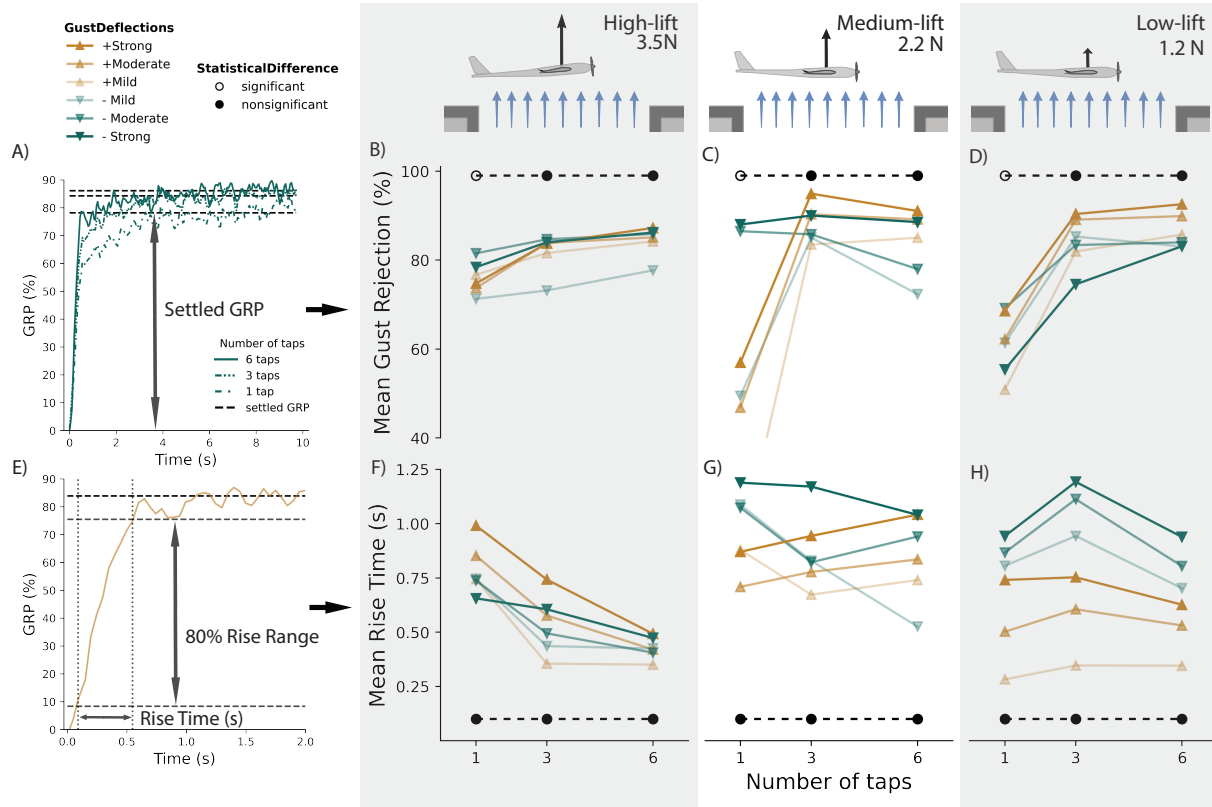 GustDeflections
+Strong
+Moderate
+Mild
- Mild
- Moderate
- Strong
StatisticalDifference
significant
nonsignificant
High-lift
3.5N
Medium-lift
2.2 N
Low-lift
1.2 N
A)
90
80
70
60
50
40
30
20
10
0
GRP (%)
Settled GRP
Number of taps
6 taps
3 taps
1 tap
settled GRP
0 2 4 6 8 10
Time (s)
B)
100
80
60
40
Mean Gust Rejection (%)
C)
D)
E)
90
80
70
60
50
40
30
20
10
0
GRP (%)
80% Rise Range
Rise Time (s)
0.0 0.5 1.0 1.5 2.0
Time (s)
F)
1.25
1.00
0.75
0.50
0.25
Mean Rise Time (s)
G)
H)
1 3 6
1 3 6
1 3 6
Number of taps